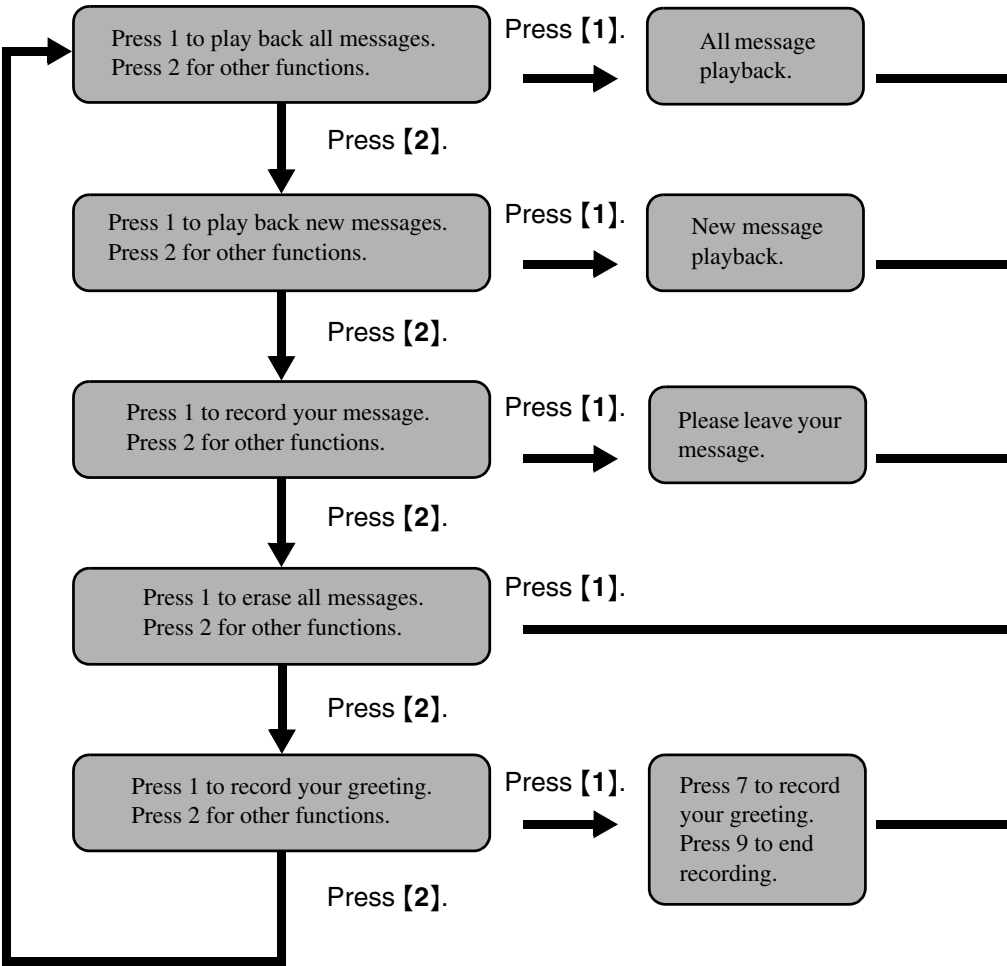 Press 1 to play back all messages.
Press 2 for other functions.
Press【1】.
All message
playback.
Press【2】.
Press 1 to play back new messages.
Press 2 for other functions.
Press【1】.
New message
playback.
Press【2】.
Press 1 to record your message.
Press 2 for other functions.
Press【1】.
Please leave your
message.
Press【2】.
Press 1 to erase all messages.
Press 2 for other functions.
Press【1】.
Press【2】.
Press 1 to record your greeting.
Press 2 for other functions.
Press【1】.
Press 7 to record
your greeting.
Press 9 to end
recording.
Press【2】.